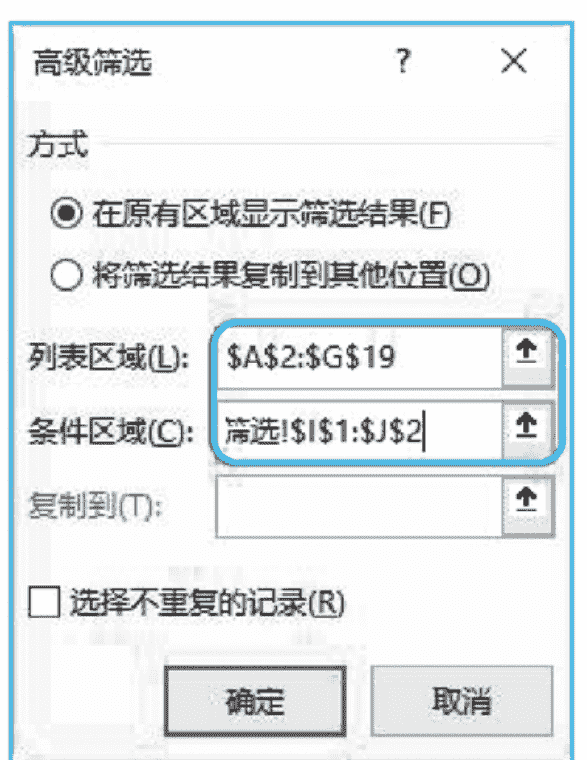 高级筛选 ?
方式
在原有区域显示筛选结果(F)
将筛选结果复制到其他位置(O)
列表区域(L): $A$2:$G$19
条件区域(C): 筛选!$I$1:$J$2
复制到(T):
选择不重复的记录(R)
确定 取消